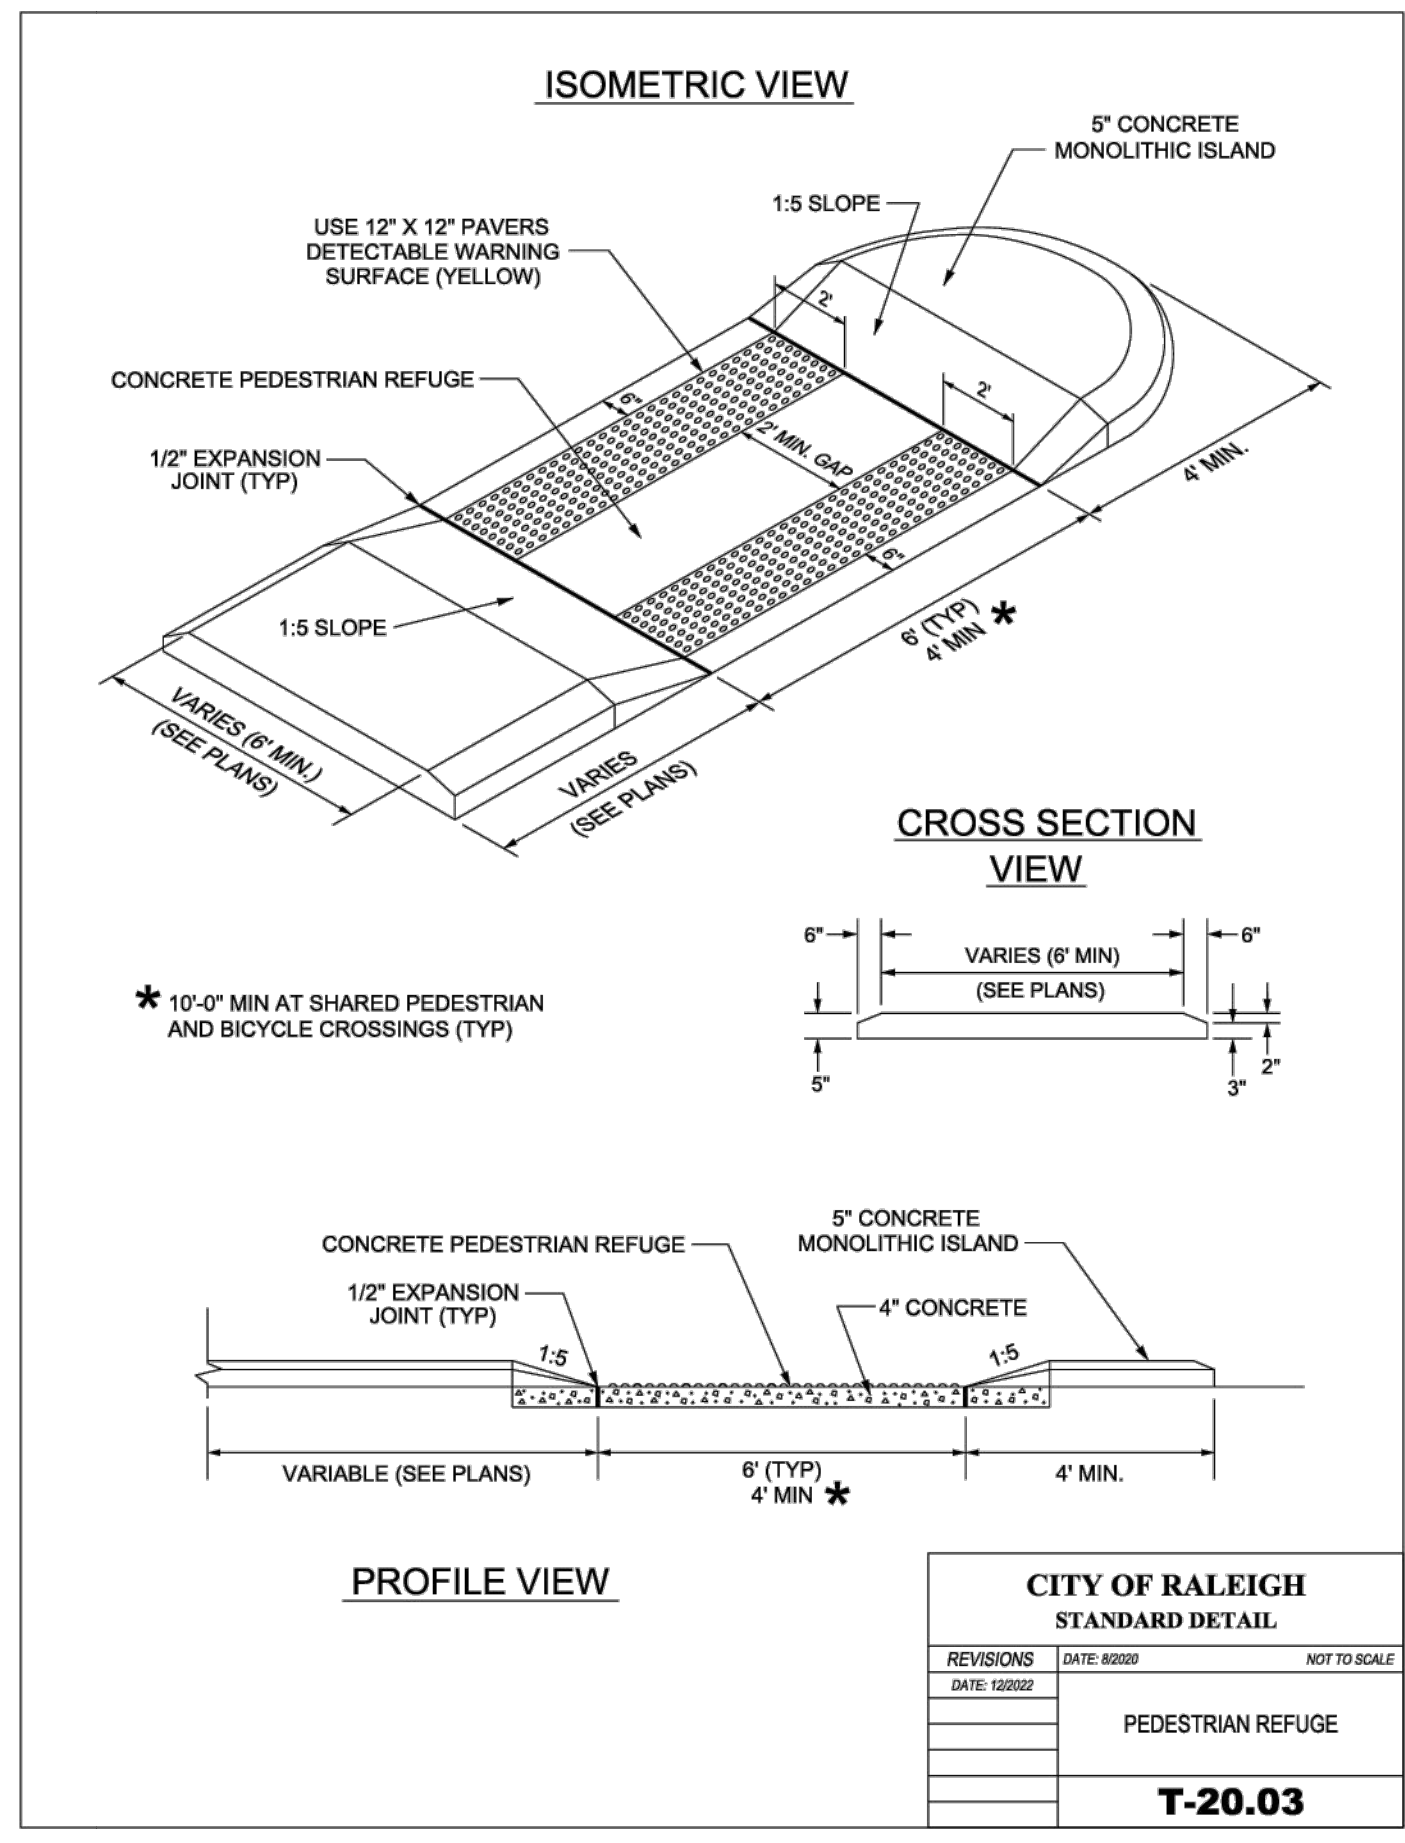 ISOMETRIC VIEW
5" CONCRETE
MONOLITHIC ISLAND
1:5 SLOPE
USE 12" X 12" PAVERS
DETECTABLE WARNING
SURFACE (YELLOW)
2'
CONCRETE PEDESTRIAN REFUGE
6"
2'
2' MIN. GAP
1/2" EXPANSION
JOINT (TYP)
4' MIN.
6"
1:5 SLOPE
6' (TYP)
4' MIN *
VARIES (6' MIN.)
(SEE PLANS)
VARIES
(SEE PLANS)
CROSS SECTION
VIEW
6"
6"
VARIES (6' MIN)
(SEE PLANS)
5"
2"
3"
* 10'-0" MIN AT SHARED PEDESTRIAN
AND BICYCLE CROSSINGS (TYP)
CONCRETE PEDESTRIAN REFUGE
5" CONCRETE
MONOLITHIC ISLAND
1/2" EXPANSION
JOINT (TYP)
4" CONCRETE
1:5
1:5
VARIABLE (SEE PLANS)
6' (TYP)
4' MIN *
4' MIN.
PROFILE VIEW
CITY OF RALEIGH
STANDARD DETAIL
REVISIONS
DATE: 8/2020
NOT TO SCALE
DATE: 12/2022
PEDESTRIAN REFUGE
T-20.03